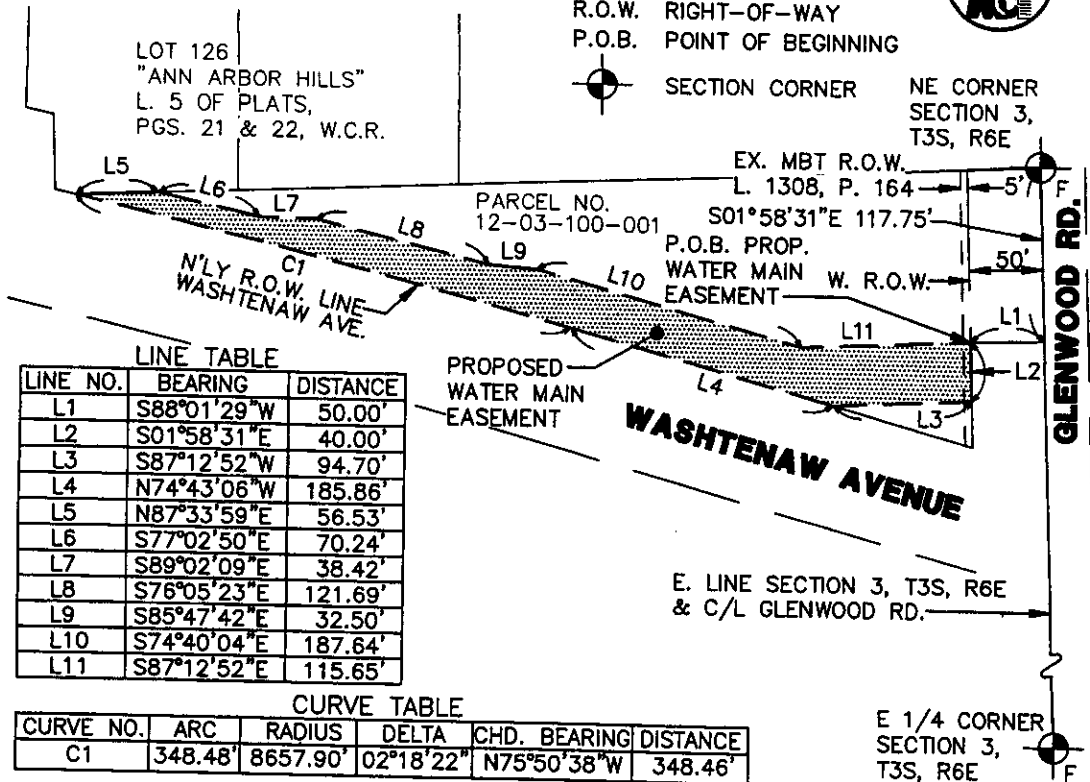 R.O.W. RIGHT-OF-WAY
P.O.B. POINT OF BEGINNING
SECTION CORNER
LOT 126
"ANN ARBOR HILLS"
L. 5 OF PLATS,
PGS. 21 & 22, W.C.R.
NE CORNER
SECTION 3,
T3S, R6E
EX. MBT R.O.W.
L. 1308, P. 164
5'
F
S01°58'31"E 117.75'
PARCEL NO.
12-03-100-001
P.O.B. PROP.
WATER MAIN
EASEMENT
W. R.O.W.
50'
GLENWOOD RD.
L5
L6
L7
L8
L9
L10
L11
L1
L2
L3
L4
C1
N'LY R.O.W. LINE
WASHTENAW AVE.
PROPOSED
WATER MAIN
EASEMENT
WASHTENAW AVENUE
LINE TABLE
LINE NO. BEARING DISTANCE
L1 S88°01'29"W 50.00'
L2 S01°58'31"E 40.00'
L3 S87°12'52"W 94.70'
L4 N74°43'06"W 185.86'
L5 N87°33'59"E 56.53'
L6 S77°02'50"E 70.24'
L7 S89°02'09"E 38.42'
L8 S76°05'23"E 121.69'
L9 S85°47'42"E 32.50'
L10 S74°40'04"E 187.64'
L11 S87°12'52"E 115.65'
E. LINE SECTION 3, T3S, R6E
& C/L GLENWOOD RD.
CURVE TABLE
CURVE NO. ARC RADIUS DELTA CHD. BEARING DISTANCE
C1 348.48' 8657.90' 02°18'22" N75°50'38"W 348.46'
E 1/4 CORNER
SECTION 3,
T3S, R6E
F